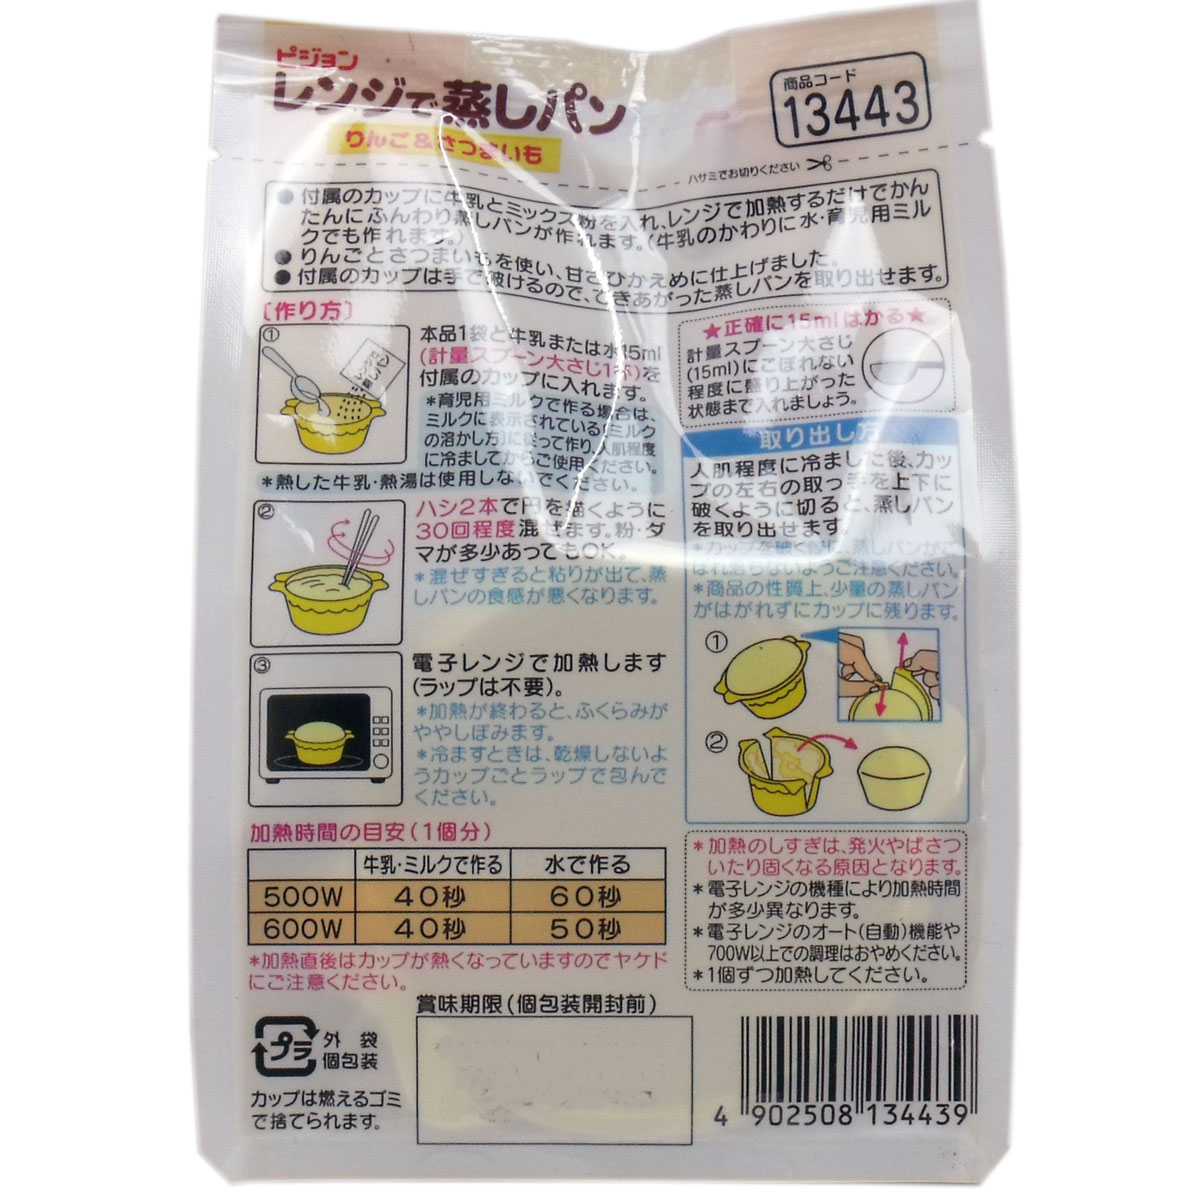 ピジョン
レンジで蒸しパン
りんご&さつまいも
商品コード
13443
ハサミでお切りください
● 付属のカップに牛乳とミックス粉を入れ、レンジで加熱するだけでかん
たんにふんわり蒸しパンが作れます。(牛乳のかわりに水・育児用ミル
クでも作れます。)
● りんごとさつまいもを使い、甘さひかえめに仕上げました。
● 付属のカップは手で破けるので、できあがった蒸しパンを取り出せます。
〔作り方〕
①
本品1袋と牛乳または水15ml
(計量スプーン大さじ1杯)を
付属のカップに入れます。
*育児用ミルクで作る場合は、
ミルクに表示されている〔ミルク
の溶かし方〕に従って作り、人肌程度
に冷ましてからご使用ください。
*熱した牛乳・熱湯は使用しないでください。
②
ハシ2本で円を描くように
30回程度混ぜます。粉・ダ
マが多少あってもOK。
*混ぜすぎると粘りが出て、蒸
しパンの食感が悪くなります。
③
電子レンジで加熱します
(ラップは不要)。
*加熱が終わると、ふくらみが
ややしぼみます。
*冷ますときは、乾燥しないよ
うカップごとラップで包んで
ください。
加熱時間の目安(1個分)
牛乳・ミルクで作る 水で作る
500W 40秒 60秒
600W 40秒 50秒
*加熱直後はカップが熱くなっていますのでヤケド
にご注意ください。
★正確に15mlはかる★
計量スプーン大さじ
(15ml)にこぼれない
程度に盛り上がった
状態まで入れましょう。
取り出し方
人肌程度に冷ました後、カッ
プの左右の取っ手を上下に
破くように切ると、蒸しパン
を取り出せます
*カップを破く際に、蒸しパンがこ
ぼれ落ちないようご注意ください。
*商品の性質上、少量の蒸しパン
がはがれずにカップに残ります。
①
②
*加熱のしすぎは、発火やぱさつ
いたり固くなる原因となります。
*電子レンジの機種により加熱時間
が多少異なります。
*電子レンジのオート(自動)機能や
700W以上での調理はおやめください。
*1個ずつ加熱してください。
賞味期限(個包装開封前)
プラ
外 袋
個包装
カップは燃えるゴミ
で捨てられます。
4 902508 134439